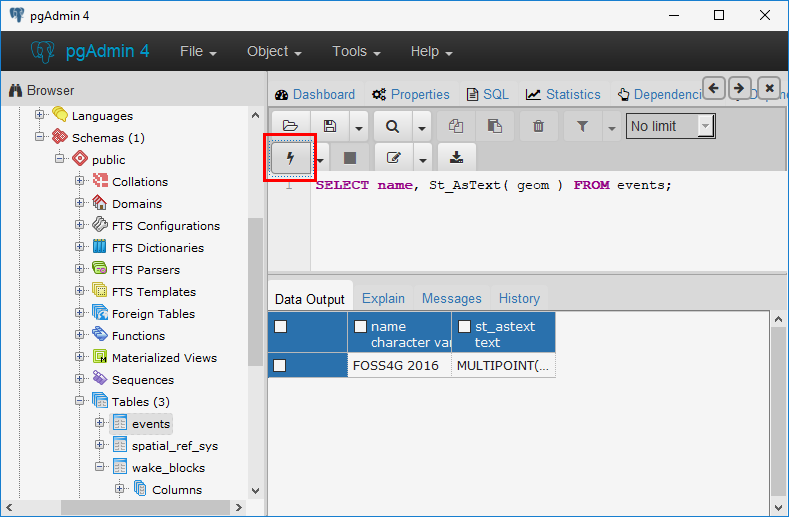 pgAdmin 4
pgAdmin 4 File Object Tools Help
Browser
Dashboard Properties SQL Statistics Dependenci
No limit
1 SELECT name, St_AsText( geom ) FROM events;
Languages
Schemas (1)
public
Collations
Domains
FTS Configurations
FTS Dictionaries
FTS Parsers
FTS Templates
Foreign Tables
Functions
Materialized Views
Sequences
Tables (3)
events
spatial_ref_sys
wake_blocks
Columns
Data Output Explain Messages History
name st_astext
character var text
FOSS4G 2016 MULTIPOINT(...